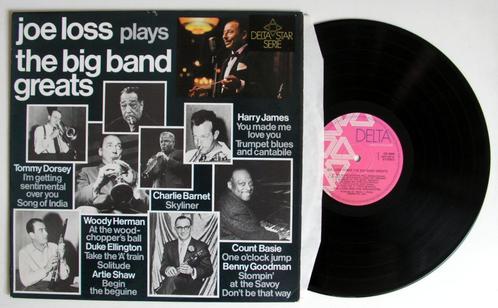 joe loss plays
the big band
greats
DELTA STAR
SERIE
Harry James
You made me
love you
Trumpet blues
and cantabile
Tommy Dorsey
I'm getting
sentimental
over you
Song of India
Charlie Barnet
Skyliner
Woody Herman
At the wood-
chopper's ball
Duke Ellington
Take the 'A' train
Solitude
Artie Shaw
Begin
the beguine
Count Basie
One o'clock jump
Benny Goodman
Stompin'
at the Savoy
Don't be that way
DELTA